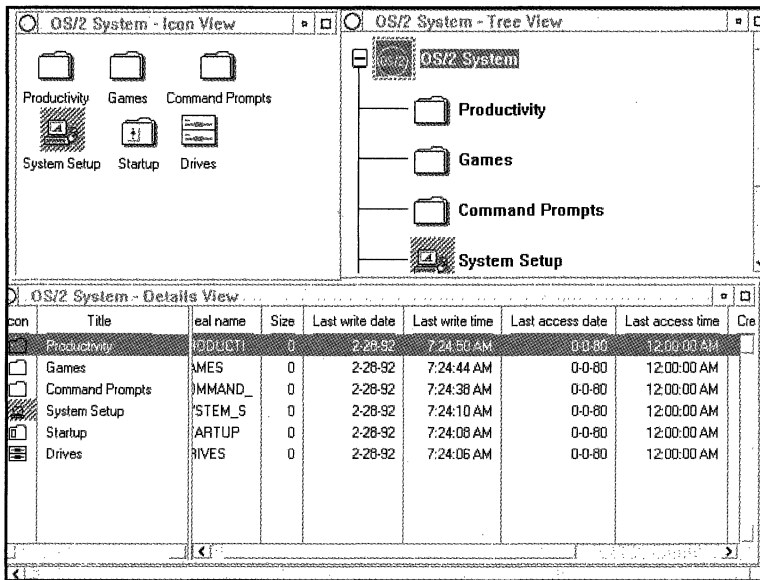 OS/2 System - Icon View
Productivity Games Command Prompts
System Setup Startup Drives
OS/2 System - Tree View
OS/2
OS/2 System
Productivity
Games
Command Prompts
System Setup
OS/2 System - Details View
con Title eal name Size Last write date Last write time Last access date Last access time Cre
Productivity RODUCTI 0 2-28-92 7:24:50 AM 0-0-80 12:00:00 AM
Games AMES 0 2-28-92 7:24:44 AM 0-0-80 12:00:00 AM
Command Prompts OMMAND_ 0 2-28-92 7:24:38 AM 0-0-80 12:00:00 AM
System Setup YSTEM_S 0 2-28-92 7:24:10 AM 0-0-80 12:00:00 AM
Startup TARTUP 0 2-28-92 7:24:08 AM 0-0-80 12:00:00 AM
Drives RIVES 0 2-28-92 7:24:06 AM 0-0-80 12:00:00 AM